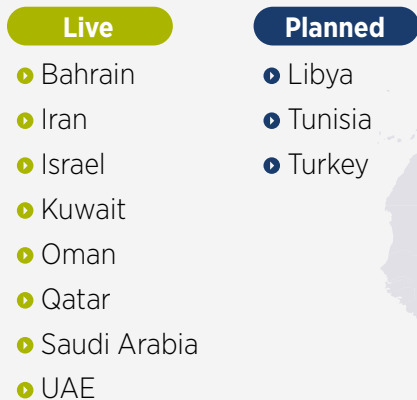 Live
Bahrain
Iran
Israel
Kuwait
Oman
Qatar
Saudi Arabia
UAE
Planned
Libya
Tunisia
Turkey